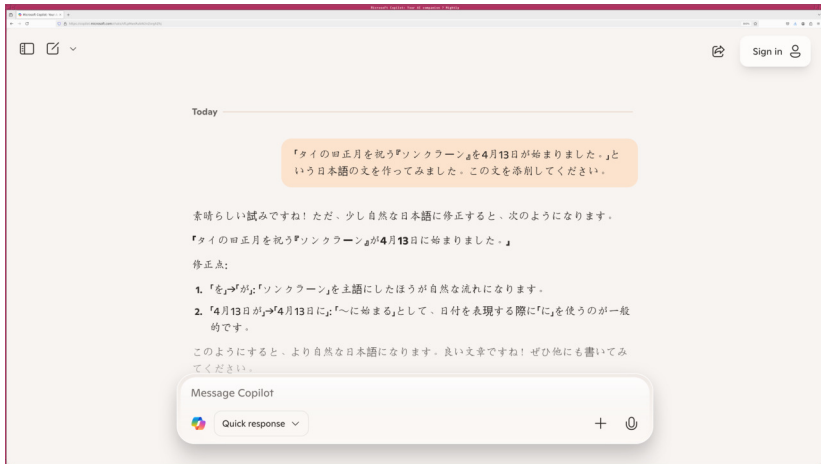 Microsoft Copilot: Your AI companion
Sign in
Today
「タイの旧正月を祝う『ソンクラーン』を4月13日が始まりました。」と
いう日本語の文を作ってみました。この文を添削してください。
素晴らしい試みですね！ただ、少し自然な日本語に修正すると、次のようになります。
「タイの旧正月を祝う『ソンクラーン』が4月13日に始まりました。」
修正点:
1. 「を」→「が」: 「ソンクラーン」を主語にしたほうが自然な流れになります。
2. 「4月13日が」→「4月13日に」: 「〜に始まる」として、日付を表現する際に「に」を使うのが一般
的です。
このようにすると、より自然な日本語になります。良い文章ですね！ぜひ他にも書いてみ
てください。
Message Copilot
Quick response